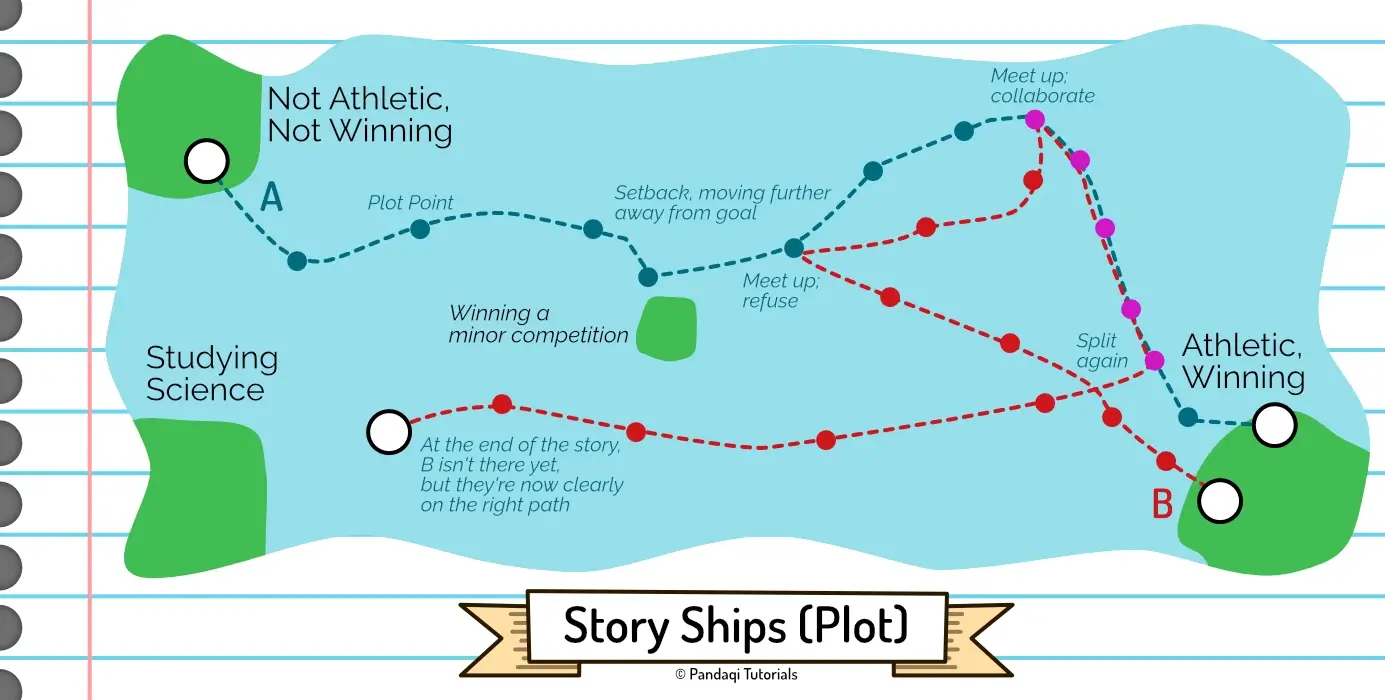 Not Athletic,
Not Winning
A
Plot Point
Setback, moving further
away from goal
Meet up;
collaborate
Meet up;
refuse
Winning a
minor competition
Split
again
Athletic,
Winning
Studying
Science
At the end of the story,
B isn't there yet,
but they're now clearly
on the right path
B
Story Ships (Plot)
© Pandaqi Tutorials